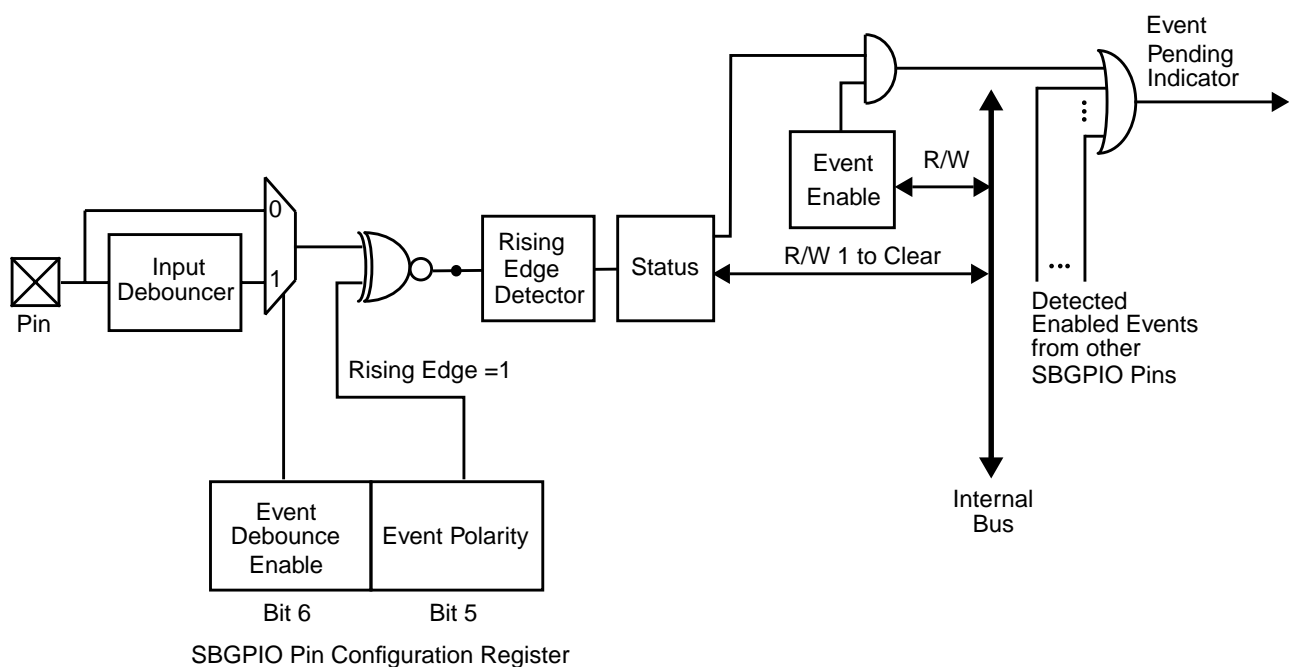 Event
Pending
Indicator
Event
Enable
R/W
0
1
Pin
Input
Debouncer
Rising
Edge
Detector
Status
R/W 1 to Clear
...
...
Detected
Enabled Events
from other
SBGPIO Pins
Rising Edge =1
Internal
Bus
Event
Debounce
Enable
Event Polarity
Bit 6
Bit 5
SBGPIO Pin Configuration Register